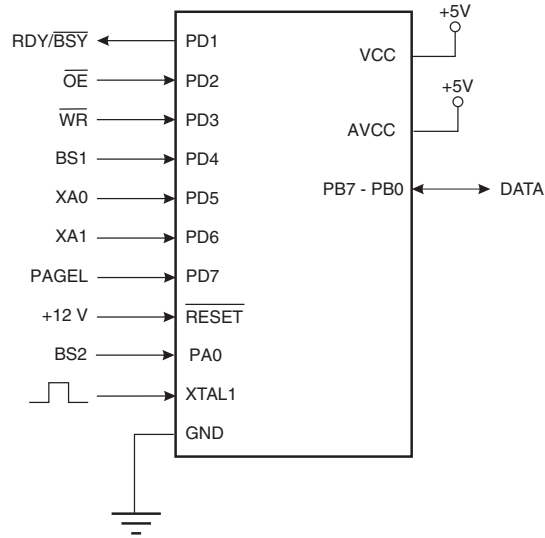 +5V
RDY/BSY PD1
VCC
OE PD2
+5V
WR PD3
AVCC
BS1 PD4
XA0 PD5 PB7 - PB0 DATA
XA1 PD6
PAGEL PD7
+12 V RESET
BS2 PA0
XTAL1
GND